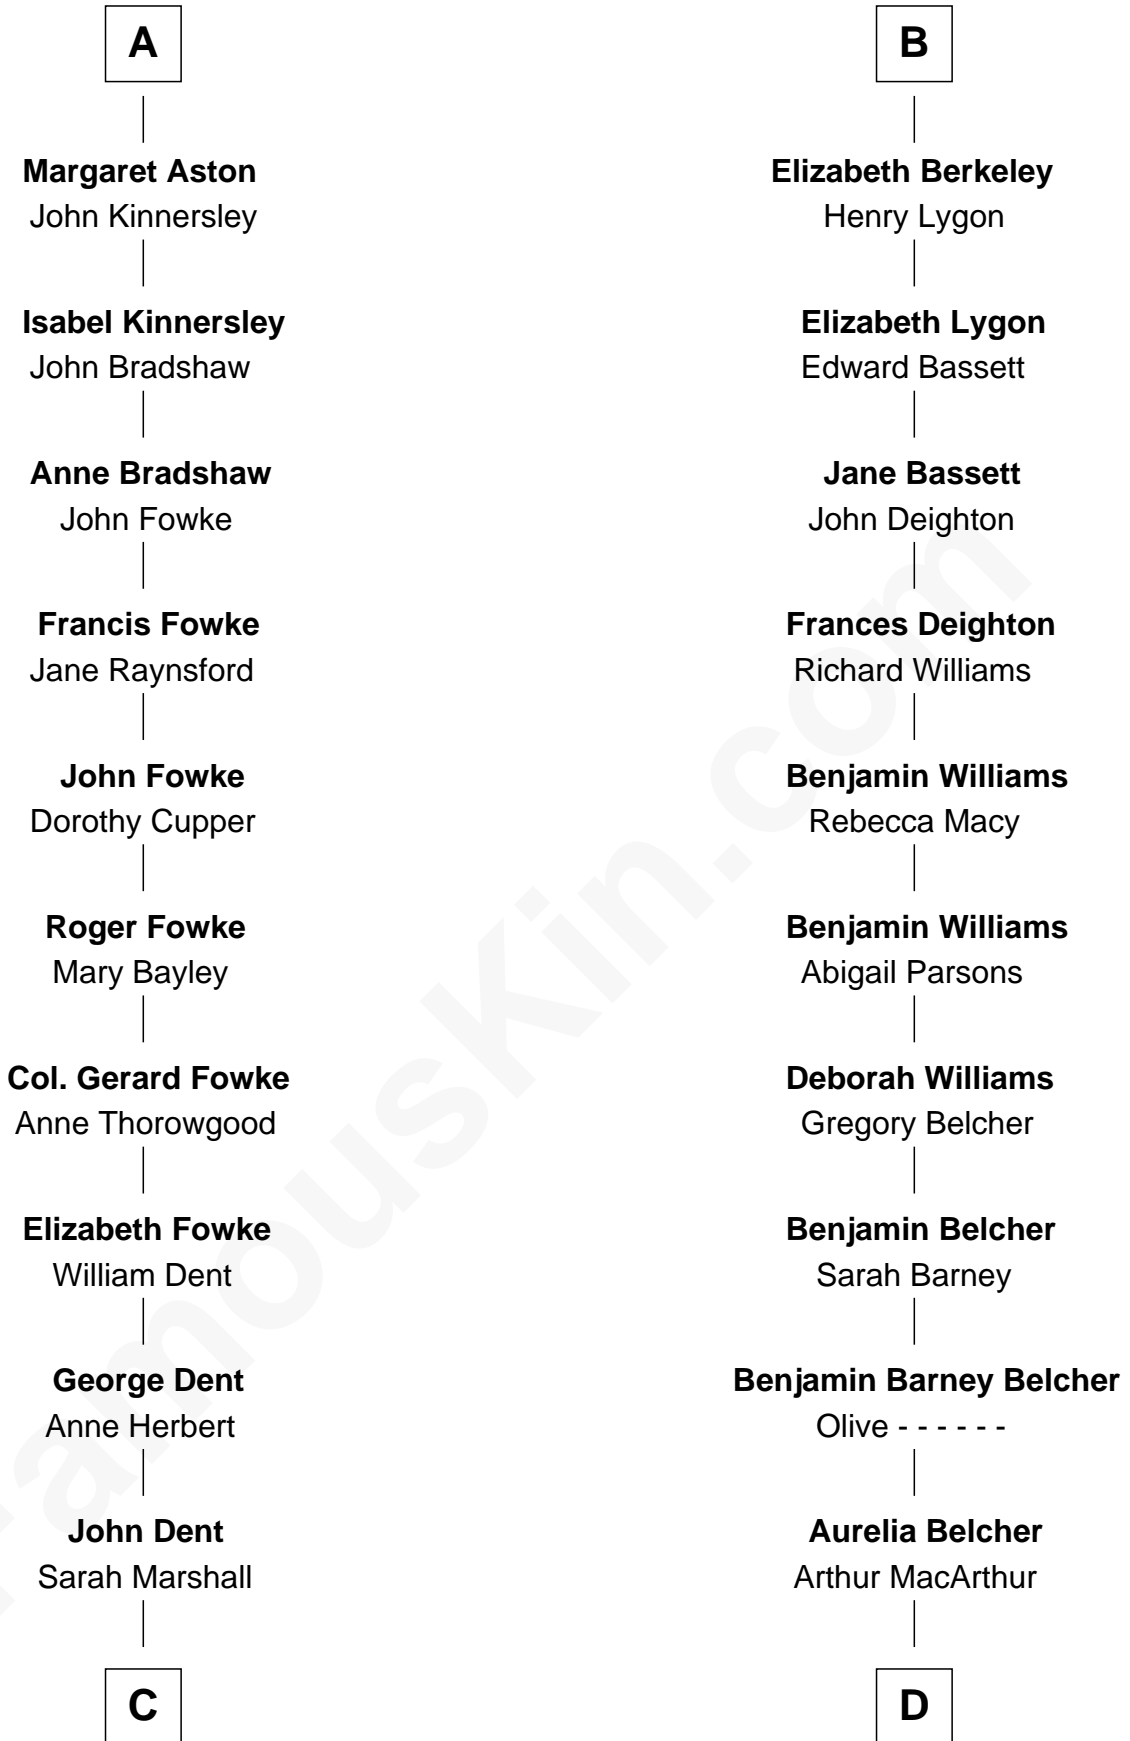 A
Margaret Aston
John Kinnersley
Isabel Kinnersley
John Bradshaw
Anne Bradshaw
John Fowke
Francis Fowke
Jane Raynsford
John Fowke
Dorothy Cupper
Roger Fowke
Mary Bayley
Col. Gerard Fowke
Anne Thorowgood
Elizabeth Fowke
William Dent
George Dent
Anne Herbert
John Dent
Sarah Marshall
C
B
Elizabeth Berkeley
Henry Lygon
Elizabeth Lygon
Edward Bassett
Jane Bassett
John Deighton
Frances Deighton
Richard Williams
Benjamin Williams
Rebecca Macy
Benjamin Williams
Abigail Parsons
Deborah Williams
Gregory Belcher
Benjamin Belcher
Sarah Barney
Benjamin Barney Belcher
Olive - - - - - -
Aurelia Belcher
Arthur MacArthur
D
FamousKin.com